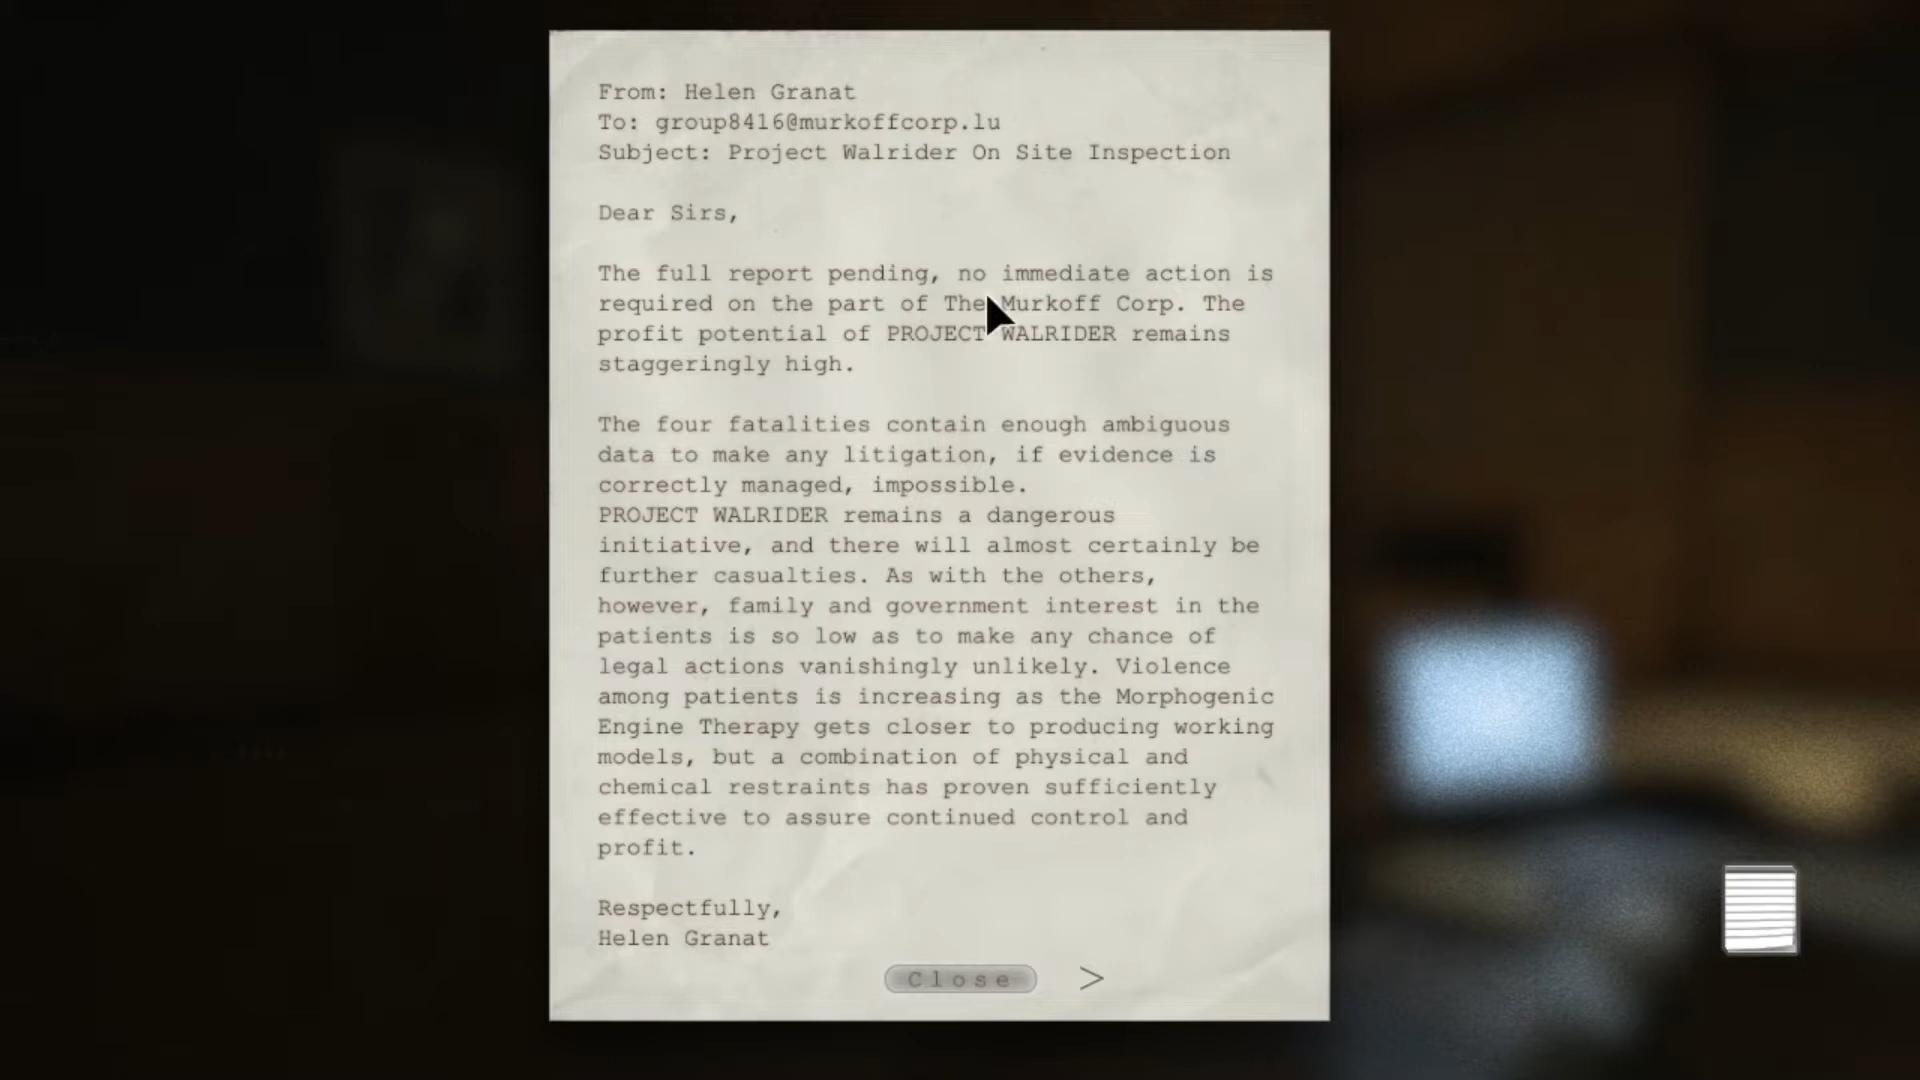 From: Helen Granat
To: group8416@murkoffcorp.lu
Subject: Project Walrider On Site Inspection
Dear Sirs,
The full report pending, no immediate action is
required on the part of The Murkoff Corp. The
profit potential of PROJECT WALRIDER remains
staggeringly high.
The four fatalities contain enough ambiguous
data to make any litigation, if evidence is
correctly managed, impossible.
PROJECT WALRIDER remains a dangerous
initiative, and there will almost certainly be
further casualties. As with the others,
however, family and government interest in the
patients is so low as to make any chance of
legal actions vanishingly unlikely. Violence
among patients is increasing as the Morphogenic
Engine Therapy gets closer to producing working
models, but a combination of physical and
chemical restraints has proven sufficiently
effective to assure continued control and
profit.
Respectfully,
Helen Granat
Close >